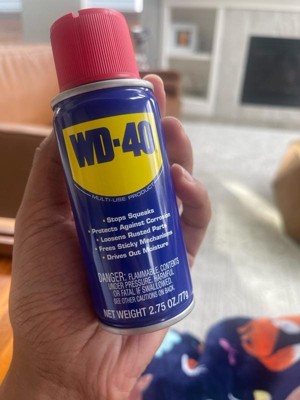 WD-40
MULTI-USE PRODUCT
• Stops Squeaks
• Protects Against Corrosion
• Loosens Rusted Parts
• Frees Sticky Mechanisms
• Drives Out Moisture
DANGER: FLAMMABLE, CONTENTS
UNDER PRESSURE, HARMFUL
OR FATAL IF SWALLOWED.
SEE OTHER CAUTIONS ON BACK.
NET WEIGHT 2.75 OZ./77g